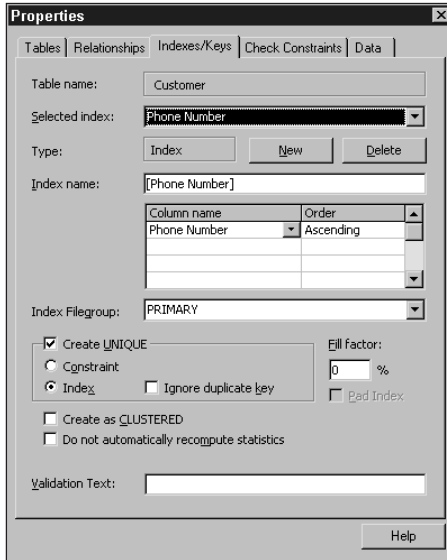 Properties
Tables Relationships Indexes/Keys Check Constraints Data
Table name: Customer
Selected index: Phone Number
Type: Index New Delete
Index name: [Phone Number]
Column name Order
Phone Number Ascending
Index Filegroup: PRIMARY
Create UNIQUE Fill factor:
Constraint 0 %
Index Ignore duplicate key Pad Index
Create as CLUSTERED
Do not automatically recompute statistics
Validation Text:
Help